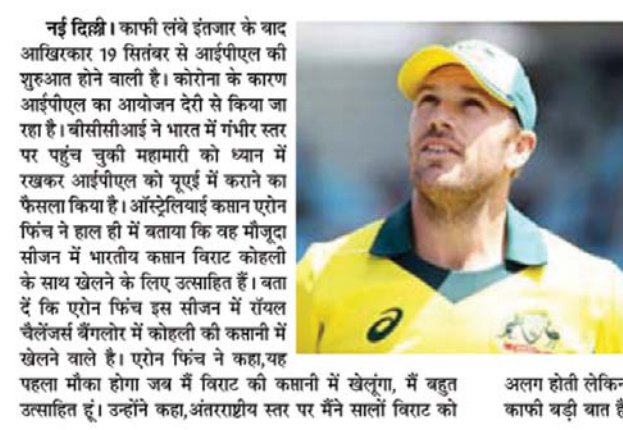 नई दिल्ली। काफी लंबे इंतजार के बाद
आखिरकार 19 सितंबर से आईपीएल की
शुरुआत होने वाली है। कोरोना के कारण
आईपीएल का आयोजन देरी से किया जा
रहा है। बीसीसीआई ने भारत में गंभीर स्तर
पर पहुंच चुकी महामारी को ध्यान में
रखकर आईपीएल को यूएई में कराने का
फैसला किया है। ऑस्ट्रेलियाई कप्तान एरोन
फिंच ने हाल ही में बताया कि वह मौजूदा
सीजन में भारतीय कप्तान विराट कोहली
के साथ खेलने के लिए उत्साहित हैं। बता
दें कि एरोन फिंच इस सीजन में रॉयल
चैलेंजर्स बैंगलोर में कोहली की कप्तानी में
खेलने वाले है। एरोन फिंच ने कहा,यह
पहला मौका होगा जब मैं विराट की कप्तानी में खेलूंगा, मैं बहुत
उत्साहित हूं। उन्होंने कहा,अंतरराष्ट्रीय स्तर पर मैंने सालों विराट को
अलग होती लेकिन
काफी बड़ी बात है